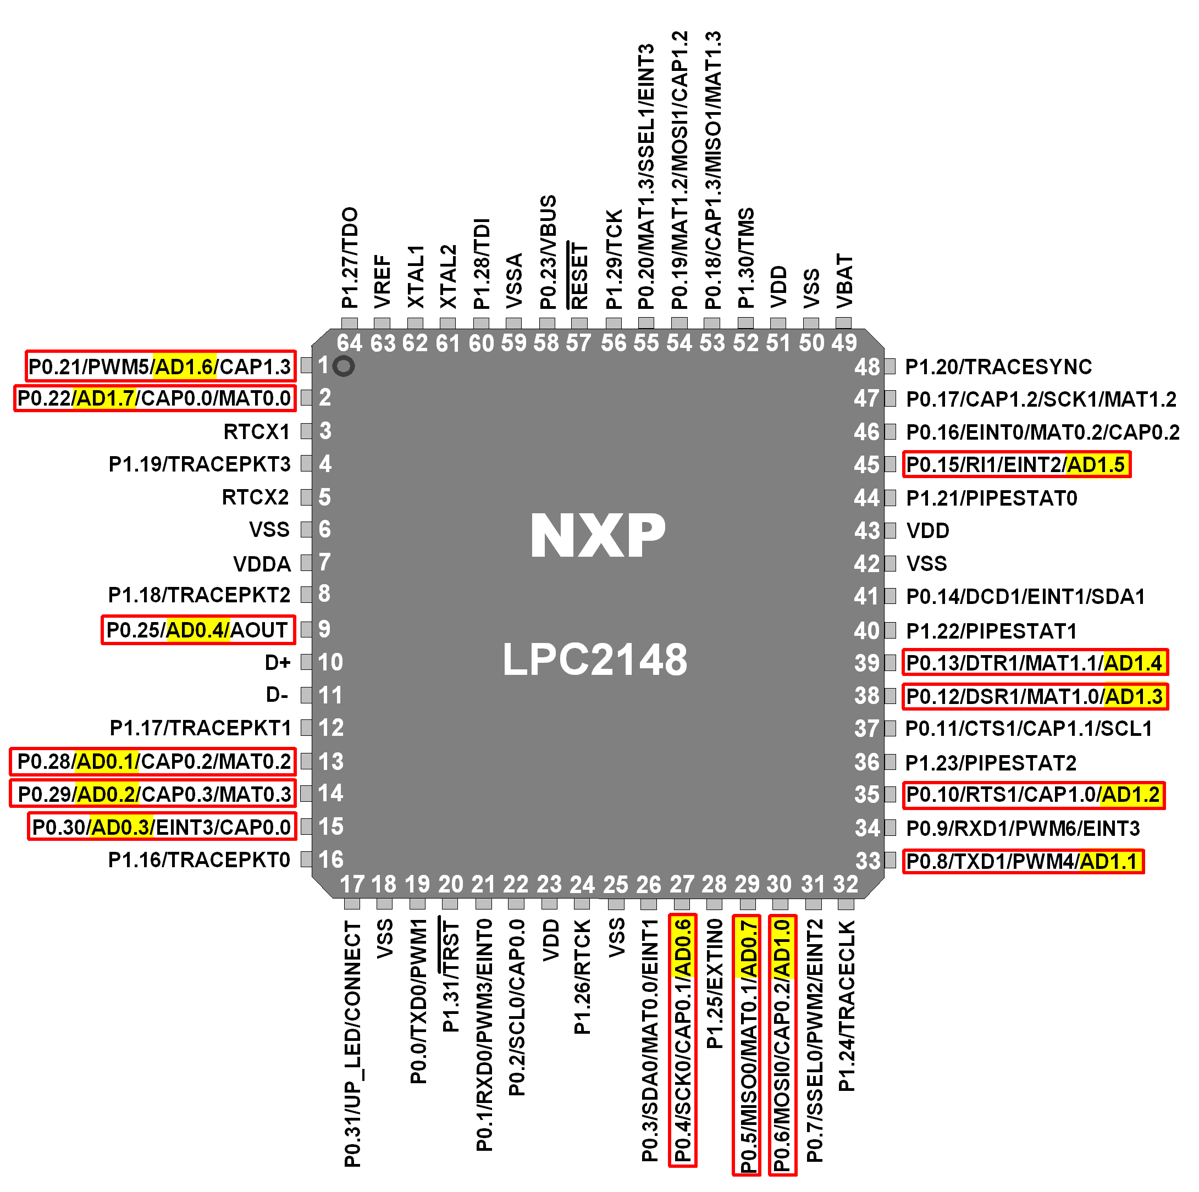 P1.27/TDO
VREF
XTAL1
XTAL2
P1.28/TDI
VSSA
P0.23/VBUS
RESET
P1.29/TCK
P0.20/MAT1.3/SSEL1/EINT3
P0.19/MAT1.2/MOSI1/CAP1.2
P0.18/CAP1.3/MISO1/MAT1.3
P1.30/TMS
VDD
VSS
VBAT
64 63 62 61 60 59 58 57 56 55 54 53 52 51 50 49
P0.21/PWM5/AD1.6/CAP1.3 1
P0.22/AD1.7/CAP0.0/MAT0.0 2
RTCX1 3
P1.19/TRACEPKT3 4
RTCX2 5
VSS 6
VDDA 7
P1.18/TRACEPKT2 8
P0.25/AD0.4/AOUT 9
D+ 10
D- 11
P1.17/TRACEPKT1 12
P0.28/AD0.1/CAP0.2/MAT0.2 13
P0.29/AD0.2/CAP0.3/MAT0.3 14
P0.30/AD0.3/EINT3/CAP0.0 15
P1.16/TRACEPKT0 16
NXP
LPC2148
48 P1.20/TRACESYNC
47 P0.17/CAP1.2/SCK1/MAT1.2
46 P0.16/EINT0/MAT0.2/CAP0.2
45 P0.15/RI1/EINT2/AD1.5
44 P1.21/PIPESTAT0
43 VDD
42 VSS
41 P0.14/DCD1/EINT1/SDA1
40 P1.22/PIPESTAT1
39 P0.13/DTR1/MAT1.1/AD1.4
38 P0.12/DSR1/MAT1.0/AD1.3
37 P0.11/CTS1/CAP1.1/SCL1
36 P1.23/PIPESTAT2
35 P0.10/RTS1/CAP1.0/AD1.2
34 P0.9/RXD1/PWM6/EINT3
33 P0.8/TXD1/PWM4/AD1.1
17 18 19 20 21 22 23 24 25 26 27 28 29 30 31 32
P0.31/UP_LED/CONNECT
VSS
P0.0/TXD0/PWM1
P1.31/TRST
P0.1/RXD0/PWM3/EINT0
P0.2/SCL0/CAP0.0
VDD
P1.26/RTCK
VSS
P0.3/SDA0/MAT0.0/EINT1
P0.4/SCK0/CAP0.1/AD0.6
P1.25/EXTIN0
P0.5/MISO0/MAT0.1/AD0.7
P0.6/MOSI0/CAP0.2/AD1.0
P0.7/SSEL0/PWM2/EINT2
P1.24/TRACECLK